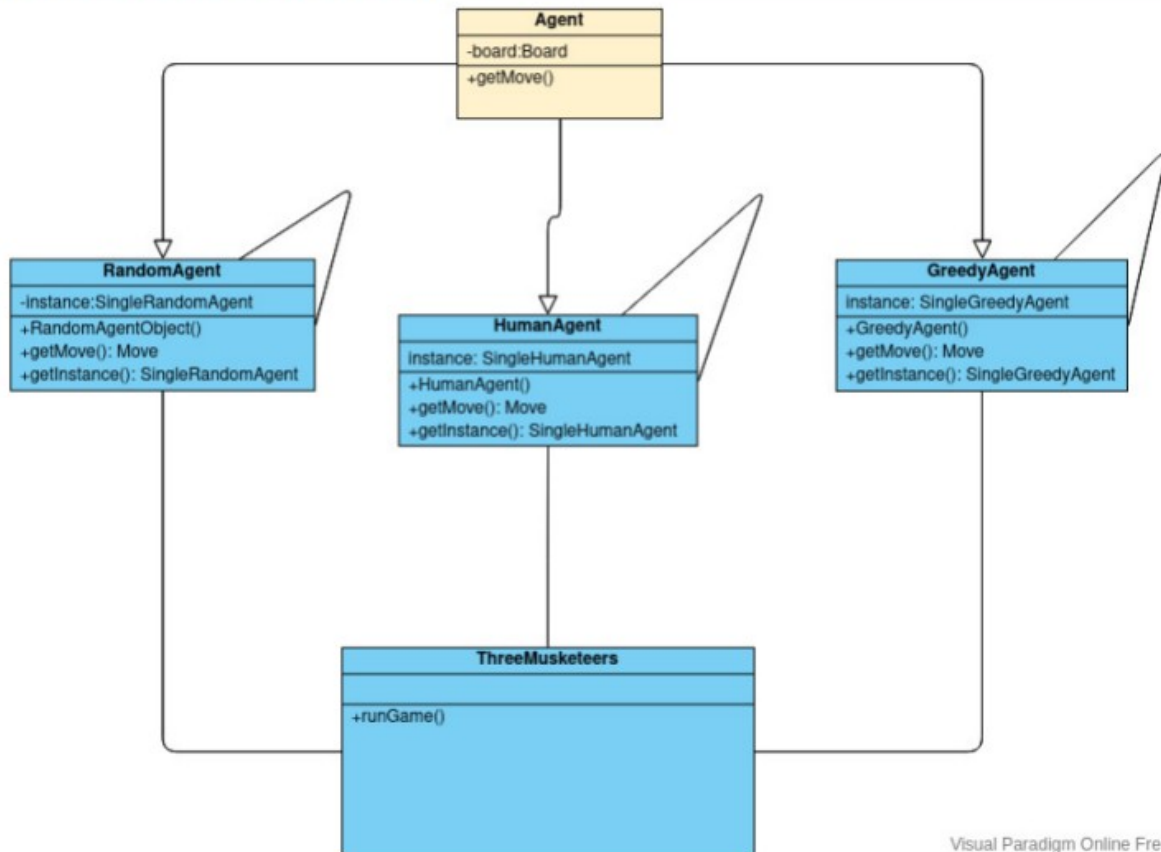 Agent
-board:Board
+getMove()
RandomAgent
-instance:SingleRandomAgent
+RandomAgentObject()
+getMove(): Move
+getInstance(): SingleRandomAgent
HumanAgent
instance: SingleHumanAgent
+HumanAgent()
+getMove(): Move
+getInstance(): SingleHumanAgent
GreedyAgent
instance: SingleGreedyAgent
+GreedyAgent()
+getMove(): Move
+getInstance(): SingleGreedyAgent
ThreeMusketeers
+runGame()
Visual Paradigm Online Fre